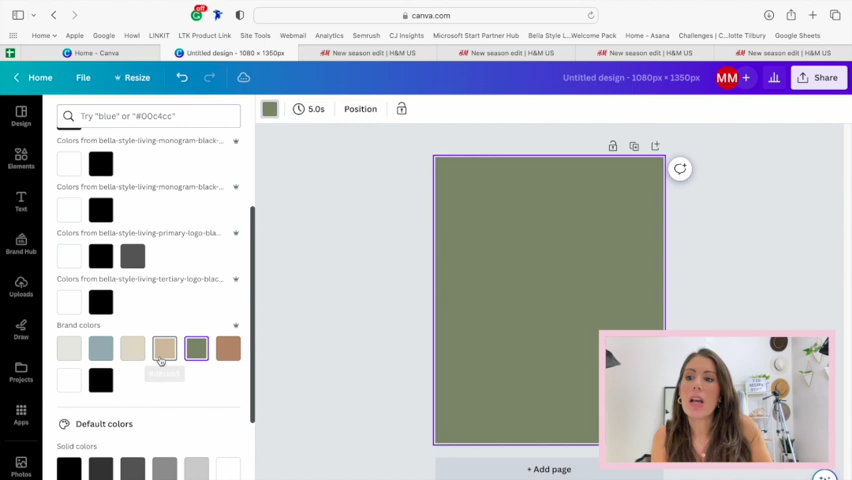 off
canva.com
Home
Apps
Google
Howl
LINKIT
LTK Product Link
Site Tools
Webmail
Analytics
CJ Insights
Semrush
Microsoft Start Partner Hub
Bella Style L...Welcome Pack
Home - Asana
Challenges | C...lotte Tilbury
Google Sheets
Home - Canva
Untitled design - 1080 × 1350px
H&M New season edit | H&M US
H&M New season edit | H&M US
H&M New season edit | H&M US
H&M New season edit | H&M US
Home
File
Resize
Untitled design - 1080px × 1350px
MM
+
Share
Design
Elements
Text
Brand Hub
Uploads
Draw
Projects
Apps
Photos
Try "blue" or "#00c4cc"
5.0s
Position
Colors from bella-style-living-monogram-black-...
Colors from bella-style-living-monogram-black-...
Colors from bella-style-living-primary-logo-bla...
Colors from bella-style-living-tertiary-logo-blac...
Brand colors
Default colors
Solid colors
+ Add page